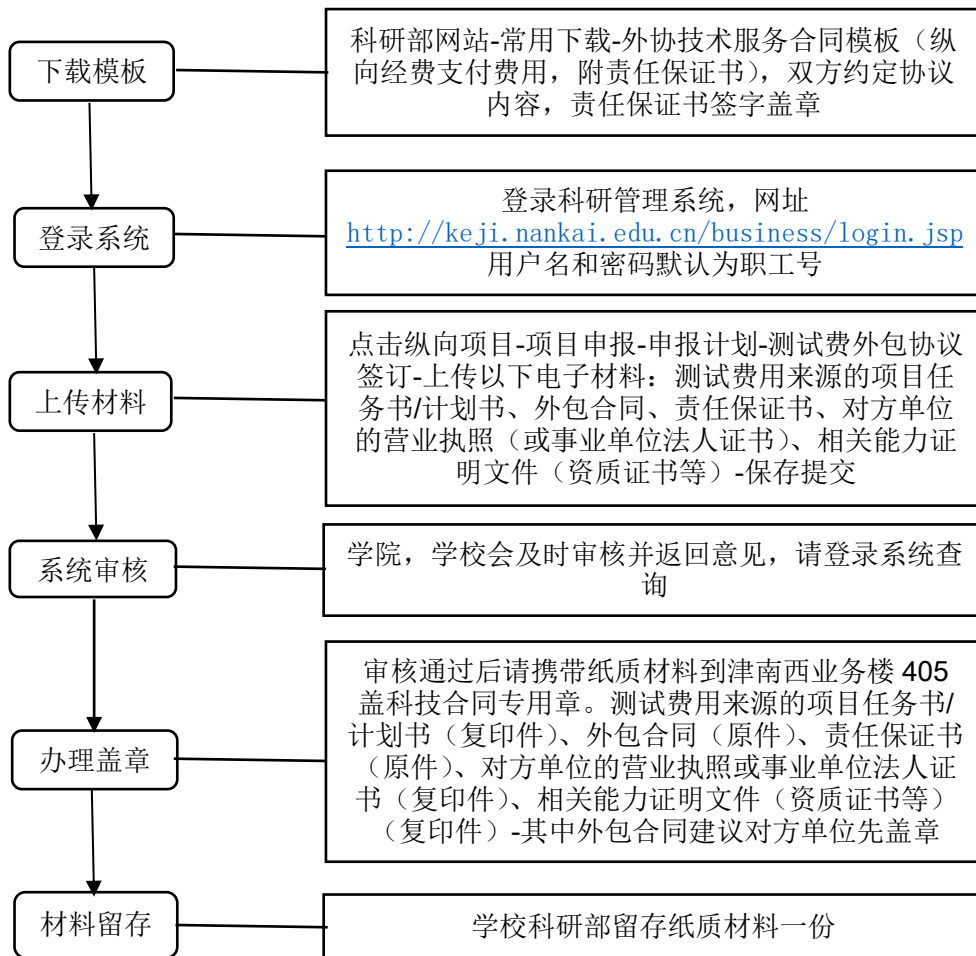 下载模板
科研部网站-常用下载-外协技术服务合同模板（纵
向经费支付费用，附责任保证书），双方约定协议
内容，责任保证书签字盖章
登录系统
登录科研管理系统，网址
http://keji.nankai.edu.cn/business/login.jsp
用户名和密码默认为职工号
上传材料
点击纵向项目-项目申报-申报计划-测试费外包协议
签订-上传以下电子材料：测试费用来源的项目任
务书/计划书、外包合同、责任保证书、对方单位
的营业执照（或事业单位法人证书）、相关能力证
明文件（资质证书等）-保存提交
系统审核
学院，学校会及时审核并返回意见，请登录系统查
询
办理盖章
审核通过后请携带纸质材料到津南西业务楼 405
盖科技合同专用章。测试费用来源的项目任务书/
计划书（复印件）、外包合同（原件）、责任保证书
（原件）、对方单位的营业执照或事业单位法人证
书（复印件）、相关能力证明文件（资质证书等）
（复印件）-其中外包合同建议对方单位先盖章
材料留存
学校科研部留存纸质材料一份